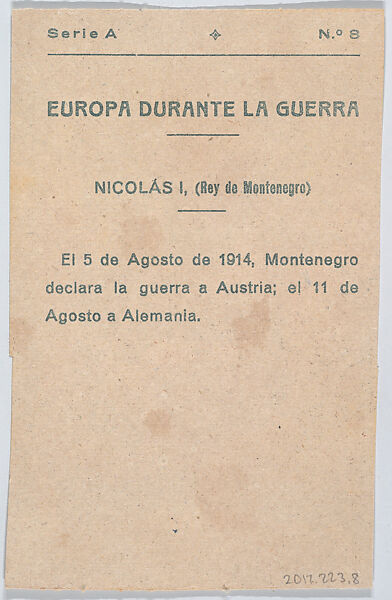 Serie A ✧ N.º 8
EUROPA DURANTE LA GUERRA
NICOLÁS I, (Rey de Montenegro)
El 5 de Agosto de 1914, Montenegro
declara la guerra a Austria; el 11 de
Agosto a Alemania.
2017.223.8